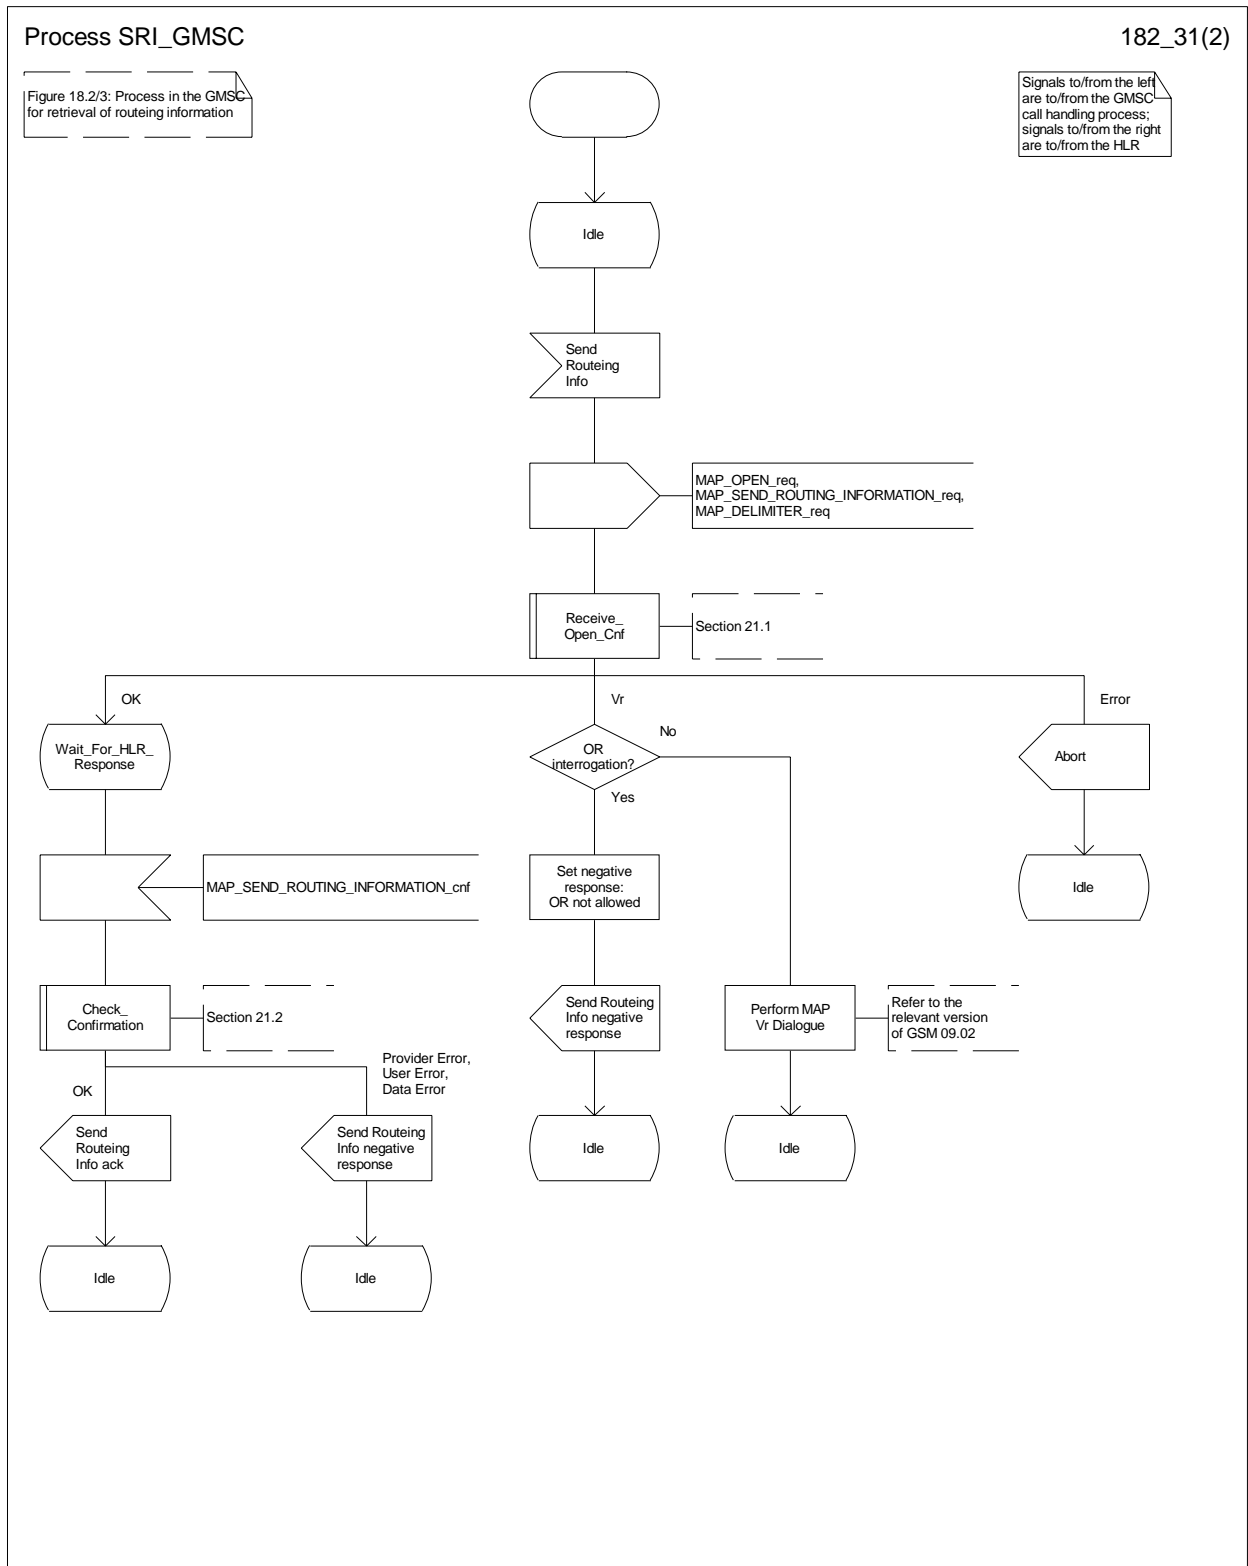 Process SRI_GMSC
182_31(2)
Figure 18.2/3: Process in the GMSC
for retrieval of routeing information
Signals to/from the left
are to/from the GMSC
call handling process;
signals to/from the right
are to/from the HLR
Idle
Send
Routeing
Info
MAP_OPEN_req,
MAP_SEND_ROUTING_INFORMATION_req,
MAP_DELIMITER_req
Receive_
Open_Cnf
Section 21.1
OK
Vr
Error
Wait_For_HLR_
Response
OR
interrogation?
No
Yes
Abort
MAP_SEND_ROUTING_INFORMATION_cnf
Set negative
response:
OR not allowed
Idle
Check_
Confirmation
Section 21.2
Send Routeing
Info negative
response
Perform MAP
Vr Dialogue
Refer to the
relevant version
of GSM 09.02
OK
Provider Error,
User Error,
Data Error
Send
Routeing
Info ack
Send Routeing
Info negative
response
Idle
Idle
Idle
Idle